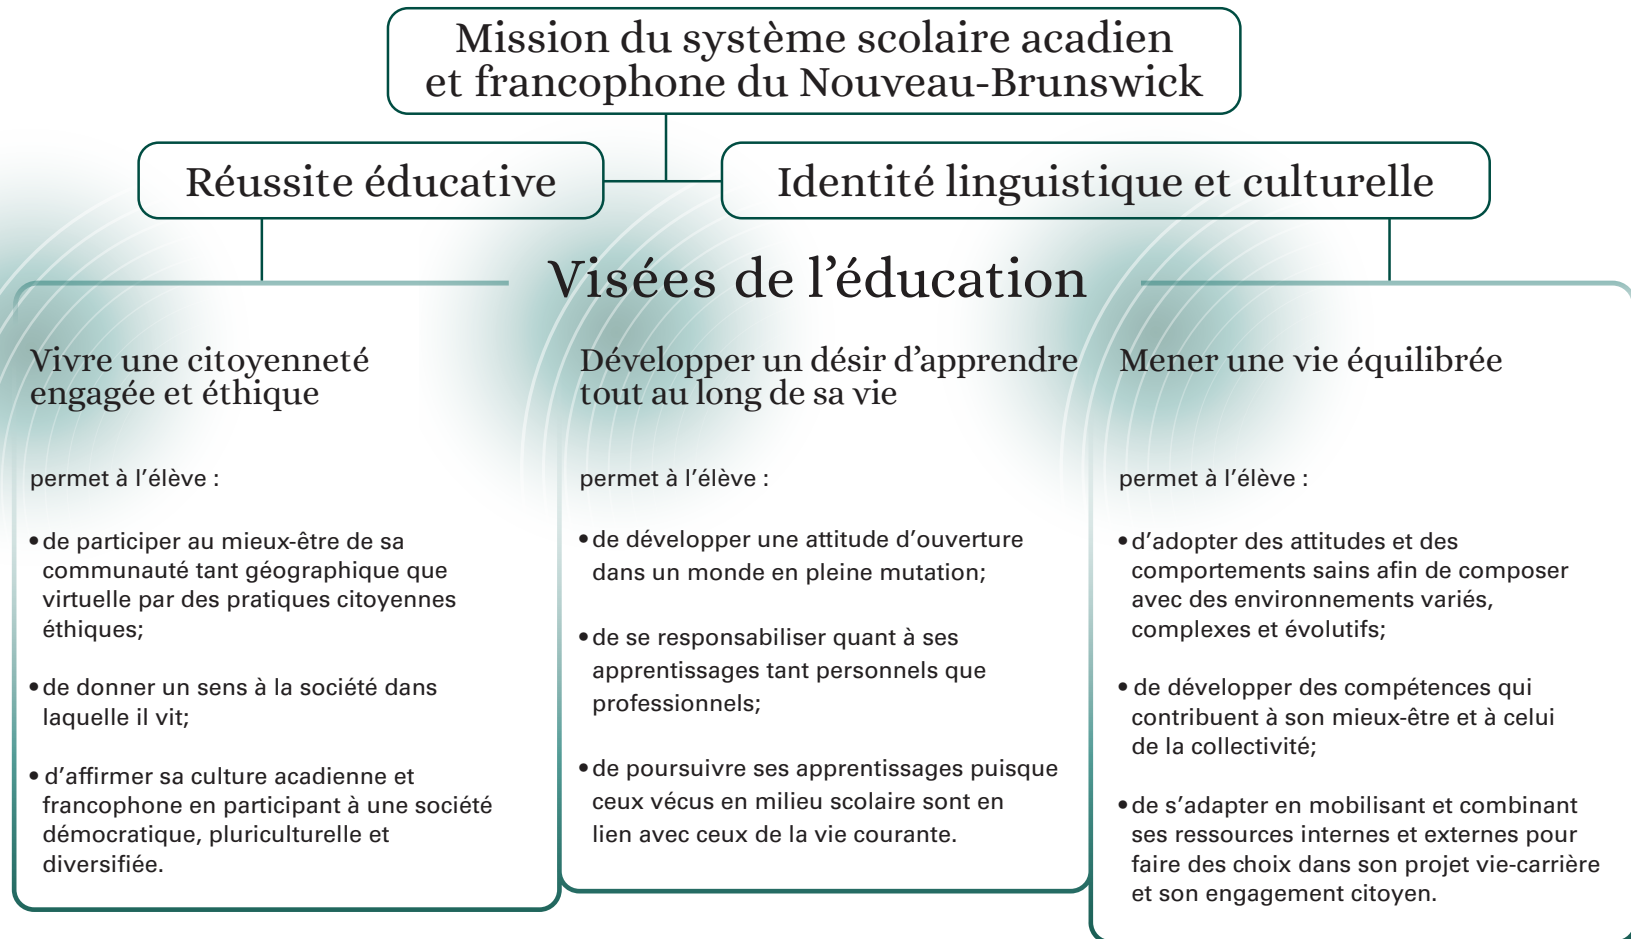 Mission du système scolaire acadien
et francophone du Nouveau-Brunswick
Réussite éducative
Identité linguistique et culturelle
Visées de l'éducation
Vivre une citoyenneté
engagée et éthique
permet à l'élève :
•de participer au mieux-être de sa
communauté tant géographique que
virtuelle par des pratiques citoyennes
éthiques;
•de donner un sens à la société dans
laquelle il vit;
• d'affirmer sa culture acadienne et
francophone en participant à une société
démocratique, pluriculturelle et
diversifiée.
Développer un désir d'apprendre
tout au long de sa vie
permet à l'élève :
•de développer une attitude d'ouverture
dans un monde en pleine mutation;
•de se responsabiliser quant à ses
apprentissages tant personnels que
professionnels;
•de poursuivre ses apprentissages puisque
ceux vécus en milieu scolaire sont en
lien avec ceux de la vie courante.
Mener une vie équilibrée
permet à l'élève :
•d'adopter des attitudes et des
comportements sains afin de composer
avec des environnements variés,
complexes et évolutifs;
• de développer des compétences qui
contribuent à son mieux-être et à celui
de la collectivité;
•de s'adapter en mobilisant et combinant
ses ressources internes et externes pour
faire des choix dans son projet vie-carrière
et son engagement citoyen.